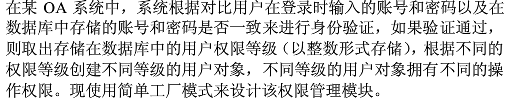 在某 OA 系统中，系统根据对比用户在登录时输入的账号和密码以及在
数据库中存储的账号和密码是否一致来进行身份验证，如果验证通过，
则取出存储在数据库中的用户权限等级（以整数形式存储），根据不同的
权限等级创建不同等级的用户对象，不同等级的用户对象拥有不同的操
作权限。现使用简单工厂模式来设计该权限管理模块。